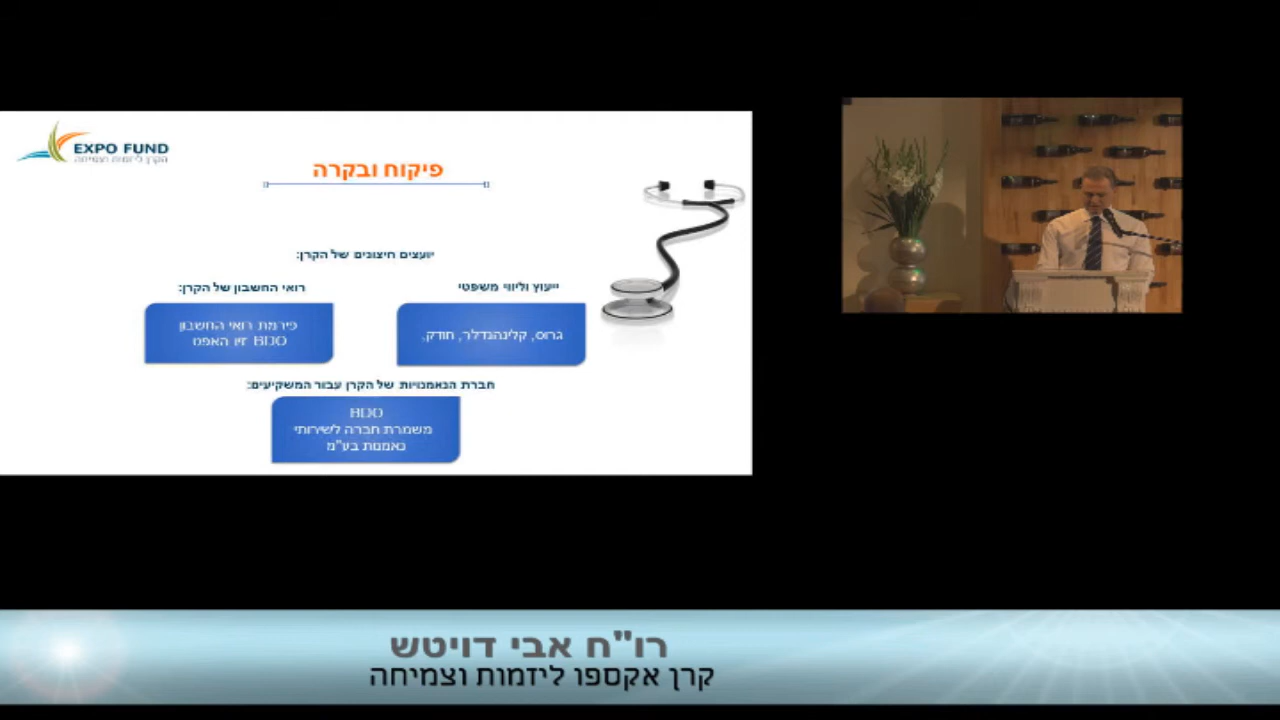 EXPO FUND
הקרן ליזמות וצמיחה
פיקוח ובקרה
יועצים חיצונים של הקרן:
ייעוץ וליווי משפטי
גרוס, קלינהנדלר, חודק,
רואי החשבון של הקרן:
פירמת רואי החשבון
BDO זיו האפט
חברת הנאמנויות של הקרן עבור המשקיעים:
BDO
משמרת חברה לשירותי
נאמנות בע"מ
רו"ח אבי דויטש
קרן אקספו ליזמות וצמיחה